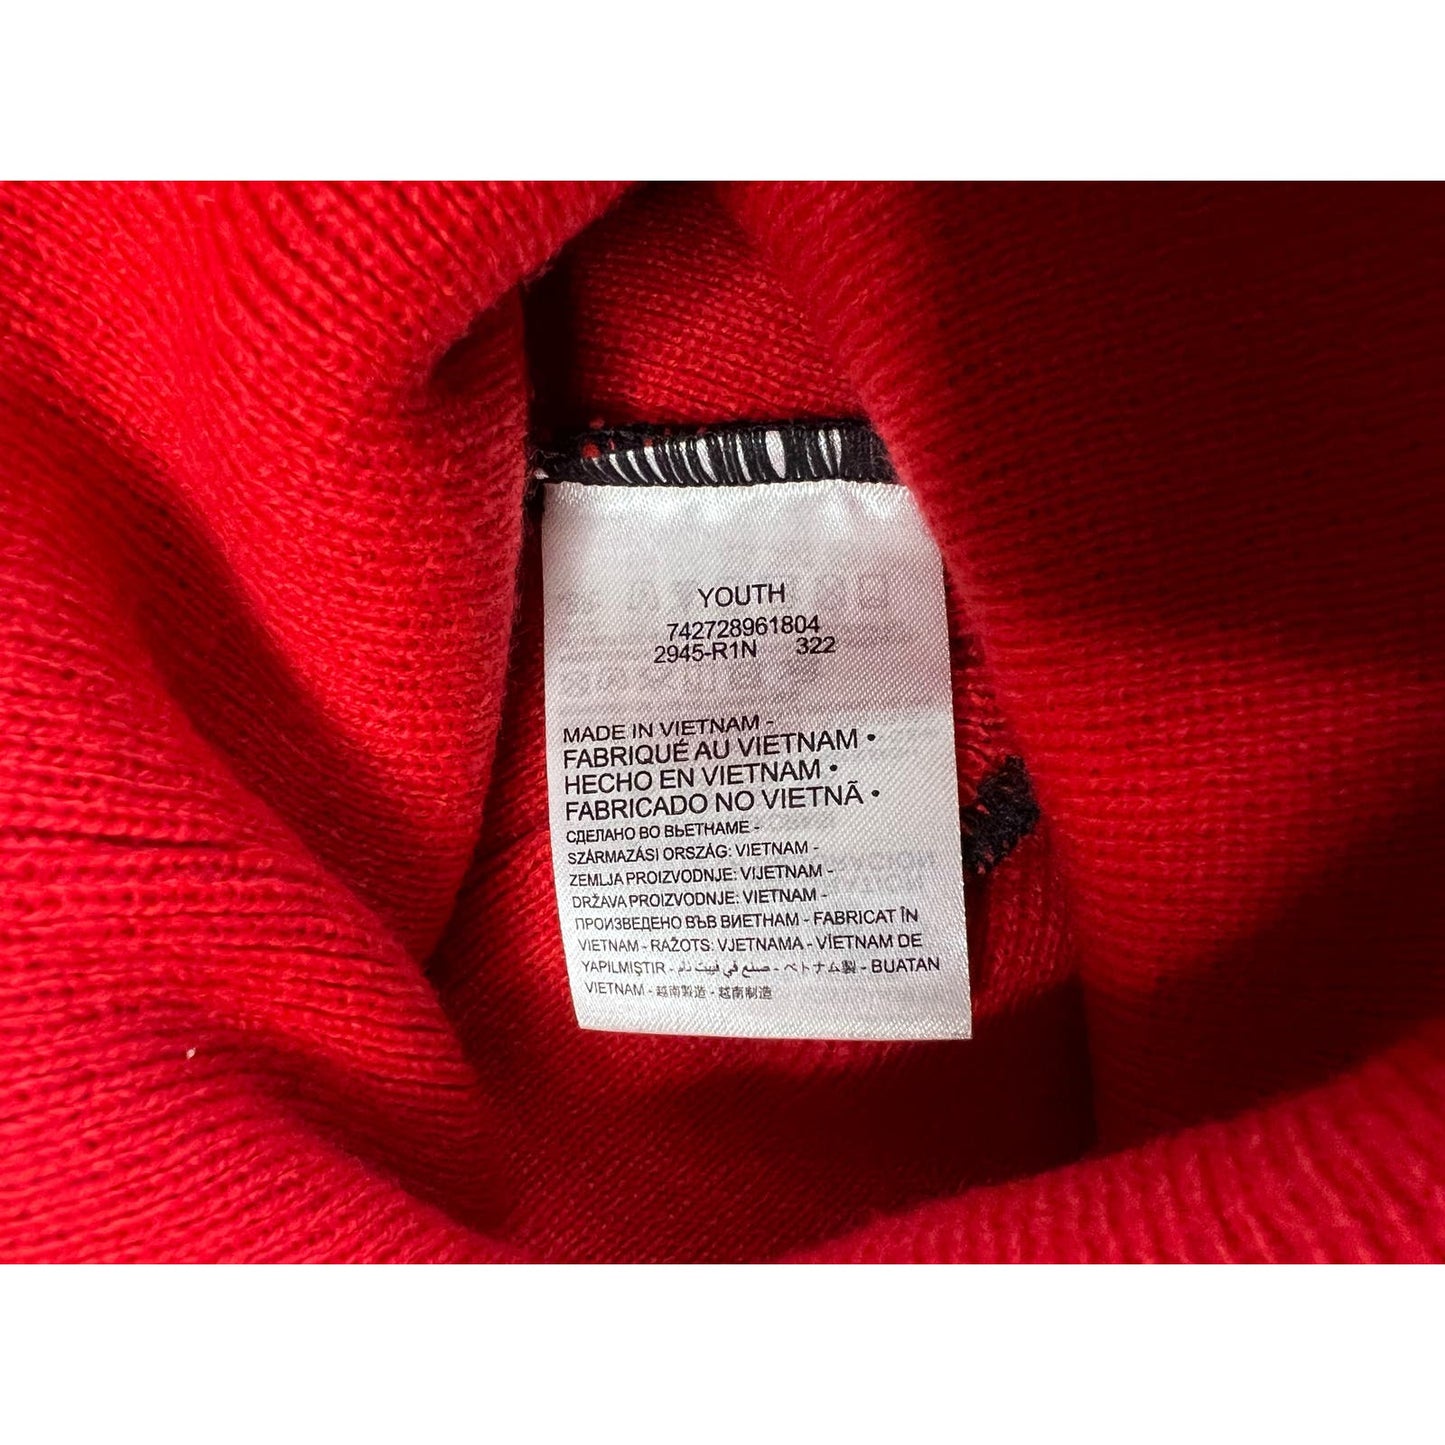 YOUTH
742728961804
2945-R1N 322
MADE IN VIETNAM -
FABRIQUÉ AU VIETNAM •
HECHO EN VIETNAM •
FABRICADO NO VIETNÃ •
СДЕЛАНО ВО ВЬЕТНАМЕ -
SZÁRMAZÁSI ORSZÁG: VIETNAM -
ZEMLJA PROIZVODNJE: VIJETNAM -
DRŽAVA PROIZVODNJE: VIETNAM -
ПРОИЗВЕДЕНО ВЪВ ВИЕТНАМ - FABRICAT ÎN
VIETNAM - RAŽOTS: VJETNAMA - VİETNAM DE
YAPILMIŞTIR - صنع في فييت نام - ベトナム製 - BUATAN
VIETNAM - 越南製造 - 越南制造